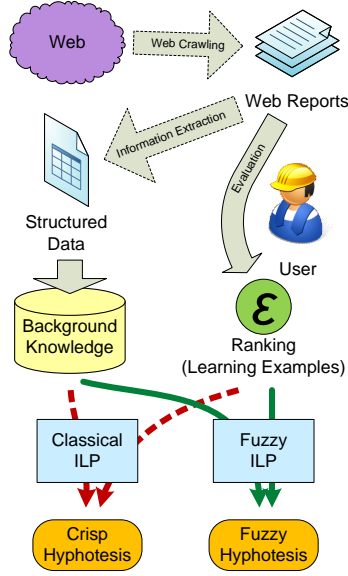 Web
Web Crawling
Web Reports
Information Extraction
Evaluation
Structured
Data
User
ε
Background
Knowledge
Ranking
(Learning Examples)
Classical
ILP
Fuzzy
ILP
Crisp
Hyphotesis
Fuzzy
Hyphotesis